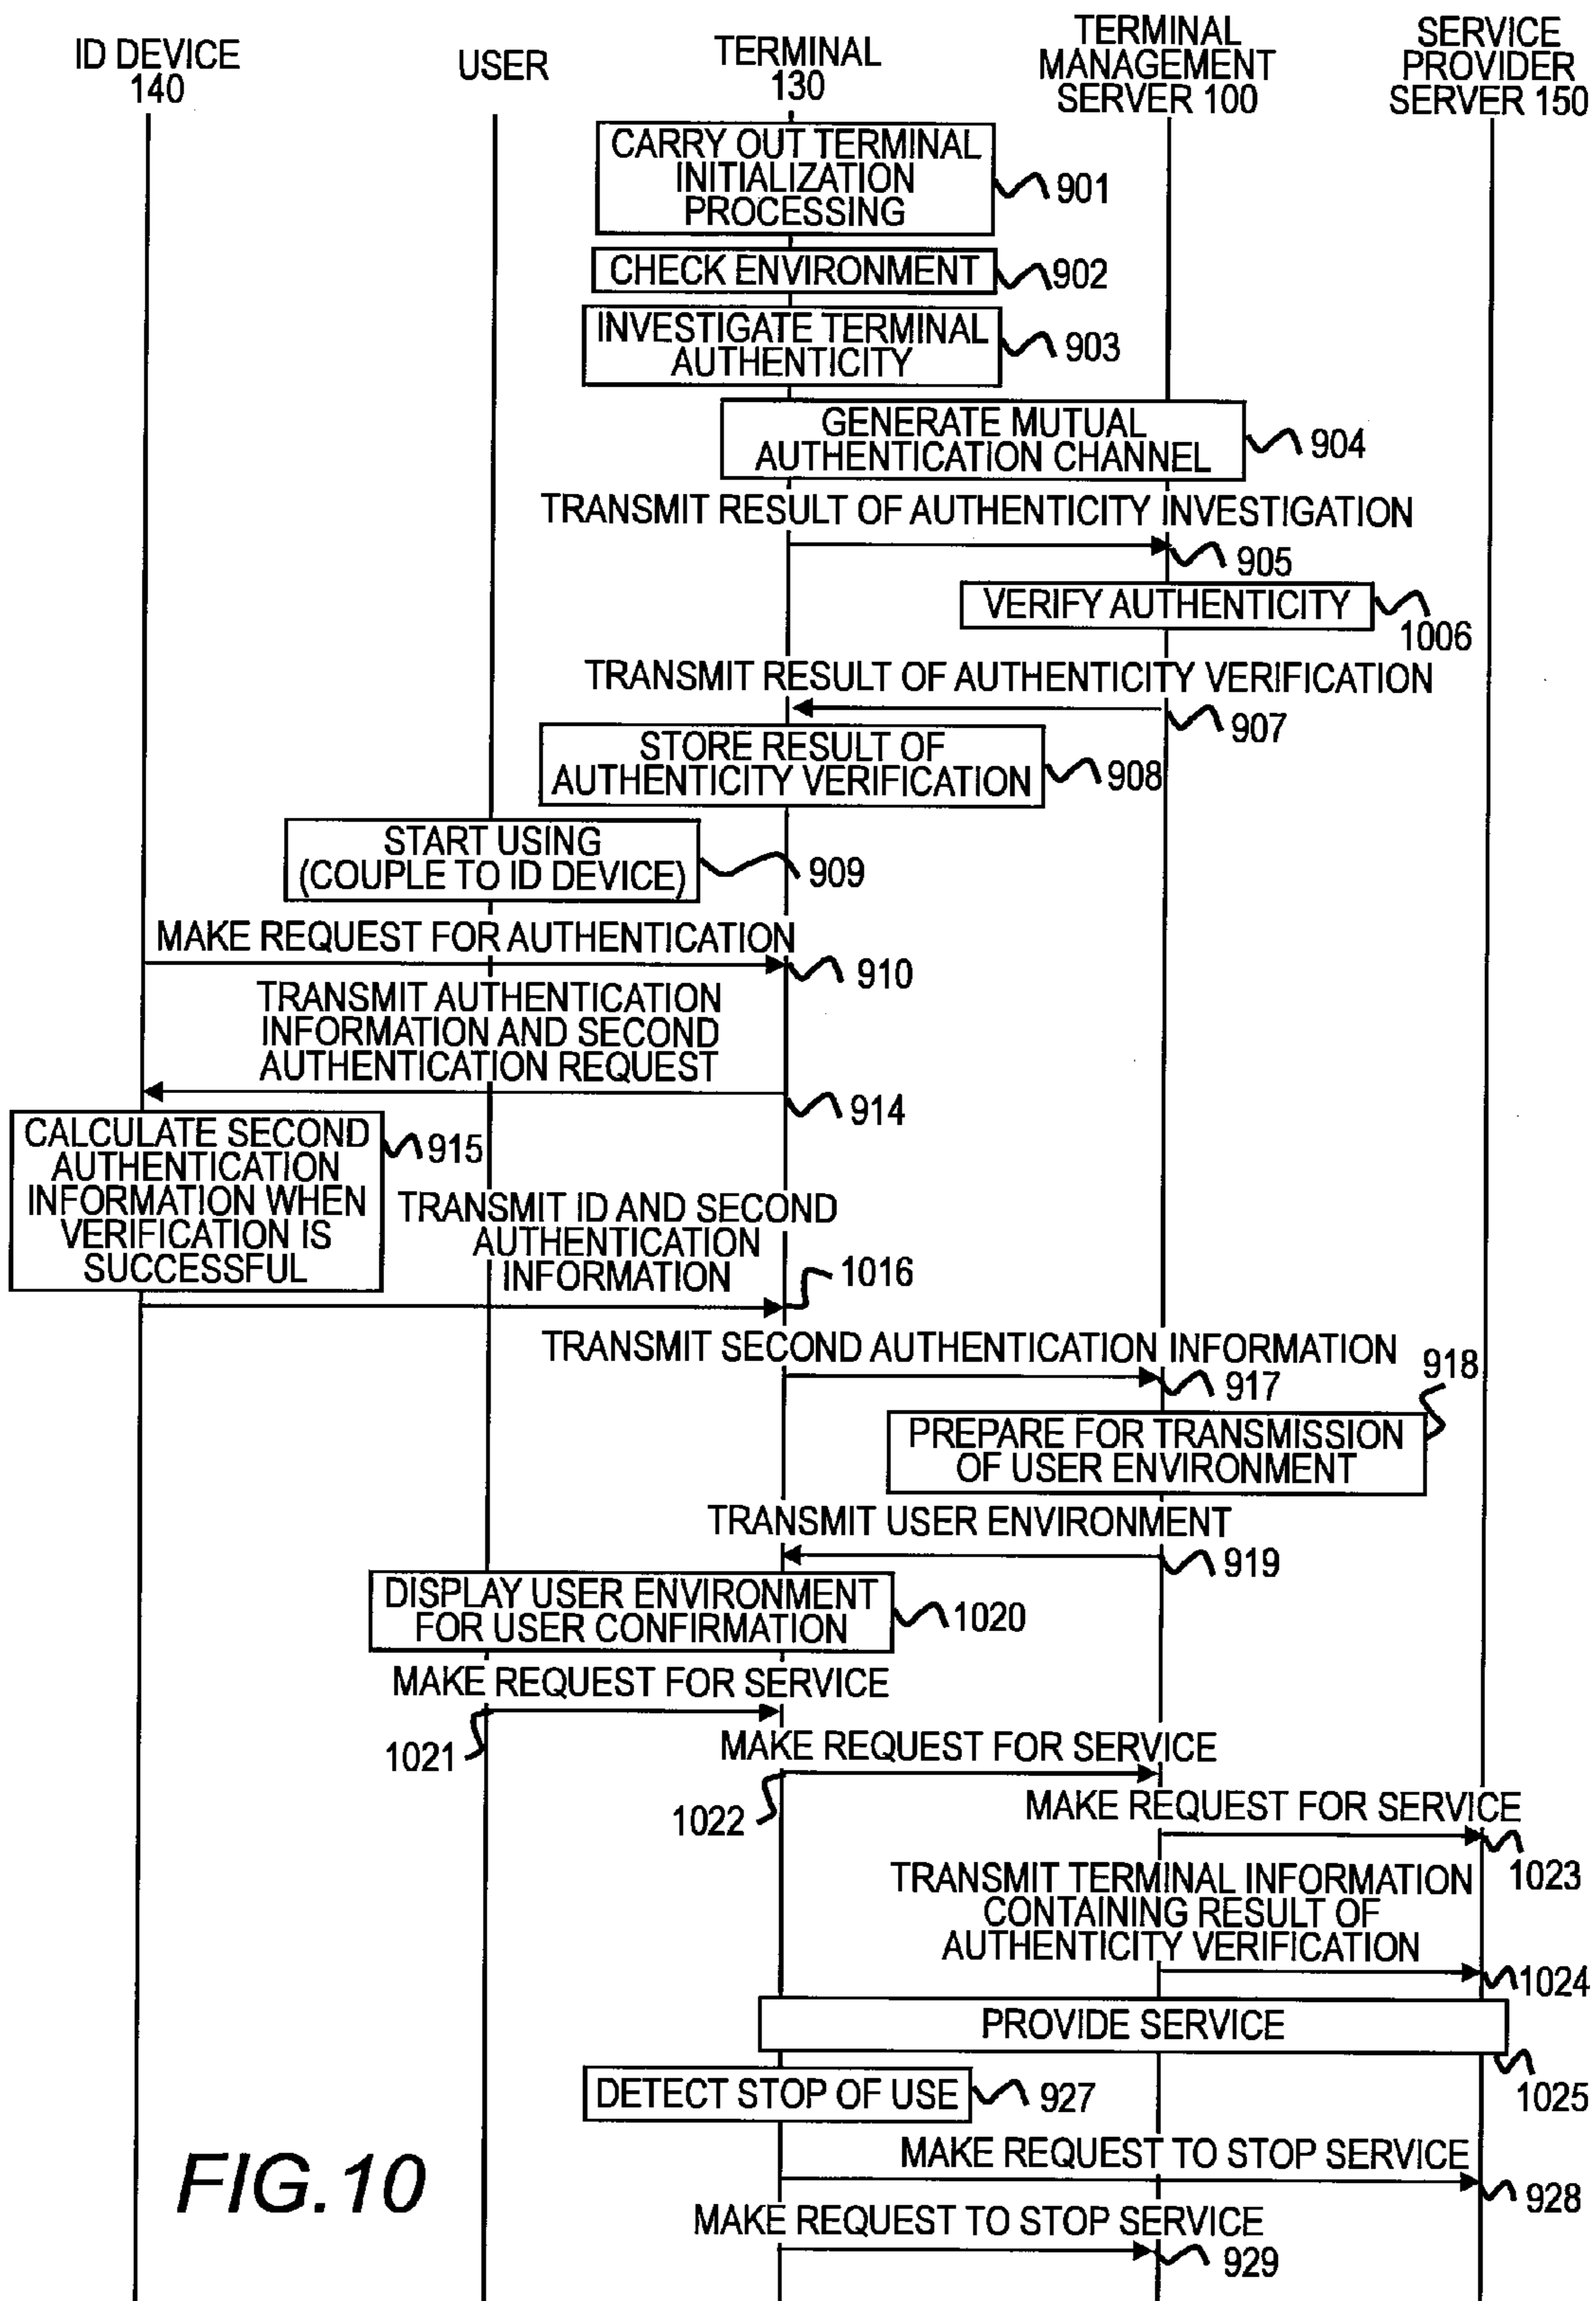 ID DEVICE
140
USER
TERMINAL
130
TERMINAL
MANAGEMENT
SERVER 100
SERVICE
PROVIDER
SERVER 150
CARRY OUT TERMINAL
INITIALIZATION
PROCESSING
901
CHECK ENVIRONMENT
902
INVESTIGATE TERMINAL
AUTHENTICITY
903
GENERATE MUTUAL
AUTHENTICATION CHANNEL
904
TRANSMIT RESULT OF AUTHENTICITY INVESTIGATION
905
VERIFY AUTHENTICITY
1006
TRANSMIT RESULT OF AUTHENTICITY VERIFICATION
907
STORE RESULT OF
AUTHENTICITY VERIFICATION
908
START USING
(COUPLE TO ID DEVICE)
909
MAKE REQUEST FOR AUTHENTICATION
910
TRANSMIT AUTHENTICATION
INFORMATION AND SECOND
AUTHENTICATION REQUEST
914
CALCULATE SECOND
AUTHENTICATION
INFORMATION WHEN
VERIFICATION IS
SUCCESSFUL
915
TRANSMIT ID AND SECOND
AUTHENTICATION
INFORMATION
1016
TRANSMIT SECOND AUTHENTICATION INFORMATION
917
918
PREPARE FOR TRANSMISSION
OF USER ENVIRONMENT
TRANSMIT USER ENVIRONMENT
919
DISPLAY USER ENVIRONMENT
FOR USER CONFIRMATION
1020
MAKE REQUEST FOR SERVICE
1021
MAKE REQUEST FOR SERVICE
1022
MAKE REQUEST FOR SERVICE
1023
TRANSMIT TERMINAL INFORMATION
CONTAINING RESULT OF
AUTHENTICITY VERIFICATION
1024
PROVIDE SERVICE
1025
DETECT STOP OF USE
927
MAKE REQUEST TO STOP SERVICE
928
MAKE REQUEST TO STOP SERVICE
929
FIG.10